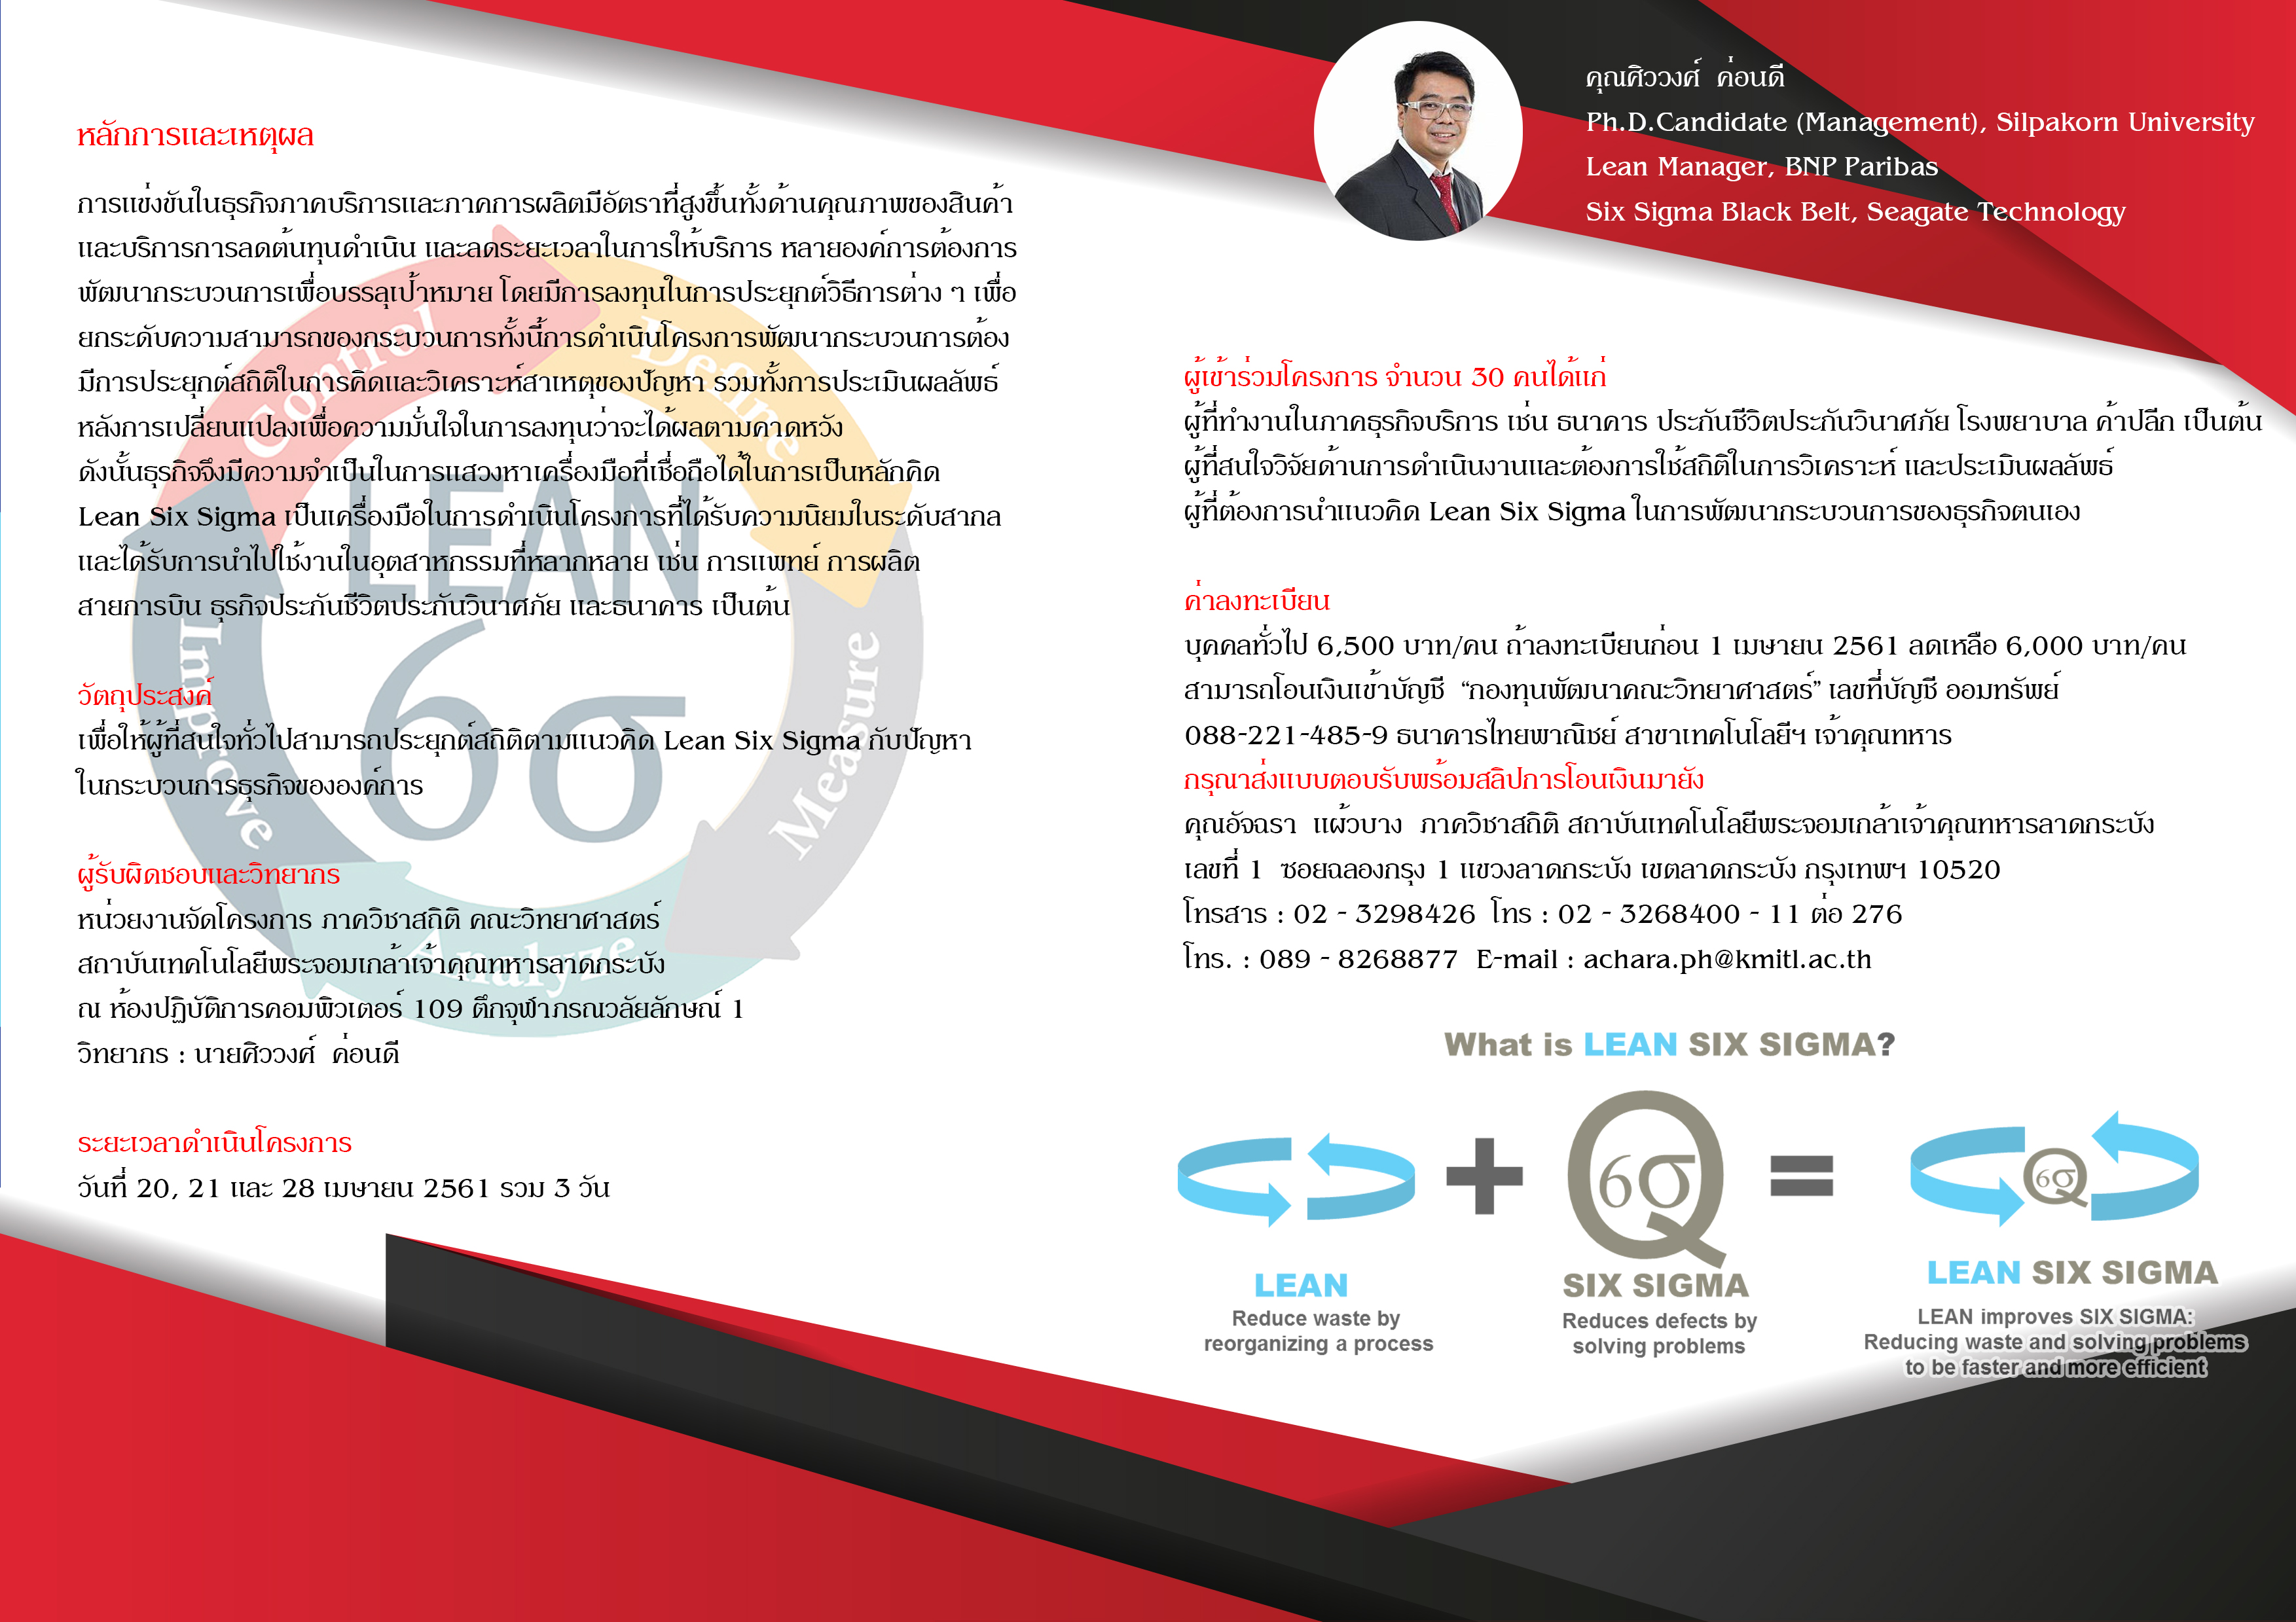 คุณศิววงศ์ ค่อนดี
Ph.D.Candidate (Management), Silpakorn University
Lean Manager, BNP Paribas
Six Sigma Black Belt, Seagate Technology
หลักการและเหตุผล
การแข่งขันในธุรกิจภาคบริการและภาคการผลิตมีอัตราที่สูงขึ้นทั้งด้านคุณภาพของสินค้า
และบริการการลดต้นทุนดำเนิน และลดระยะเวลาในการให้บริการ หลายองค์การต้องการ
พัฒนากระบวนการเพื่อบรรลุเป้าหมาย โดยมีการลงทุนในการประยุกต์วิธีการต่าง ๆ เพื่อ
ยกระดับความสามารถของกระบวนการทั้งนี้การดำเนินโครงการพัฒนากระบวนการต้อง
มีการประยุกต์สถิติในการคิดและวิเคราะห์สาเหตุของปัญหา รวมทั้งการประเมินผลลัพธ์
หลังการเปลี่ยนแปลงเพื่อความมั่นใจในการลงทุนว่าจะได้ผลตามคาดหวัง
ดังนั้นธุรกิจจึงมีความจำเป็นในการแสวงหาเครื่องมือที่เชื่อถือได้ในการเป็นหลักคิด
Lean Six Sigma เป็นเครื่องมือในการดำเนินโครงการที่ได้รับความนิยมในระดับสากล
และได้รับการนำไปใช้งานในอุตสาหกรรมที่หลากหลาย เช่น การแพทย์ การผลิต
สายการบิน ธุรกิจประกันชีวิตประกันวินาศภัย และธนาคาร เป็นต้น
วัตถุประสงค์
เพื่อให้ผู้ที่สนใจทั่วไปสามารถประยุกต์สถิติตามแนวคิด Lean Six Sigma กับปัญหา
ในกระบวนการธุรกิจขององค์การ
ผู้รับผิดชอบและวิทยากร
หน่วยงานจัดโครงการ ภาควิชาสถิติ คณะวิทยาศาสตร์
สถาบันเทคโนโลยีพระจอมเกล้าเจ้าคุณทหารลาดกระบัง
ณ ห้องปฏิบัติการคอมพิวเตอร์ 109 ตึกจุฬาภรณวลัยลักษณ์ 1
วิทยากร : นายศิววงศ์ ค่อนดี
ระยะเวลาดำเนินโครงการ
วันที่ 20, 21 และ 28 เมษายน 2561 รวม 3 วัน
Control
Define
LEAN
6σ
Improve
Measure
Analyze
ผู้เข้าร่วมโครงการ จำนวน 30 คนได้แก่
ผู้ที่ทำงานในภาคธุรกิจบริการ เช่น ธนาคาร ประกันชีวิตประกันวินาศภัย โรงพยาบาล ค้าปลีก เป็นต้น
ผู้ที่สนใจวิจัยด้านการดำเนินงานและต้องการใช้สถิติในการวิเคราะห์ และประเมินผลลัพธ์
ผู้ที่ต้องการนำแนวคิด Lean Six Sigma ในการพัฒนากระบวนการของธุรกิจตนเอง
ค่าลงทะเบียน
บุคคลทั่วไป 6,500 บาท/คน ถ้าลงทะเบียนก่อน 1 เมษายน 2561 ลดเหลือ 6,000 บาท/คน
สามารถโอนเงินเข้าบัญชี “กองทุนพัฒนาคณะวิทยาศาสตร์” เลขที่บัญชี ออมทรัพย์
088-221-485-9 ธนาคารไทยพาณิชย์ สาขาเทคโนโลยีฯ เจ้าคุณทหาร
กรุณาส่งแบบตอบรับพร้อมสลิปการโอนเงินมายัง
คุณอัจฉรา แผ้วบาง ภาควิชาสถิติ สถาบันเทคโนโลยีพระจอมเกล้าเจ้าคุณทหารลาดกระบัง
เลขที่ 1 ซอยฉลองกรุง 1 แขวงลาดกระบัง เขตลาดกระบัง กรุงเทพฯ 10520
โทรสาร : 02 - 3298426 โทร : 02 - 3268400 - 11 ต่อ 276
โทร. : 089 - 8268877 E-mail : achara.ph@kmitl.ac.th
What is LEAN SIX SIGMA?
+
6σ
=
6σ
LEAN
Reduce waste by
reorganizing a process
SIX SIGMA
Reduces defects by
solving problems
LEAN SIX SIGMA
LEAN improves SIX SIGMA:
Reducing waste and solving problems
to be faster and more efficient